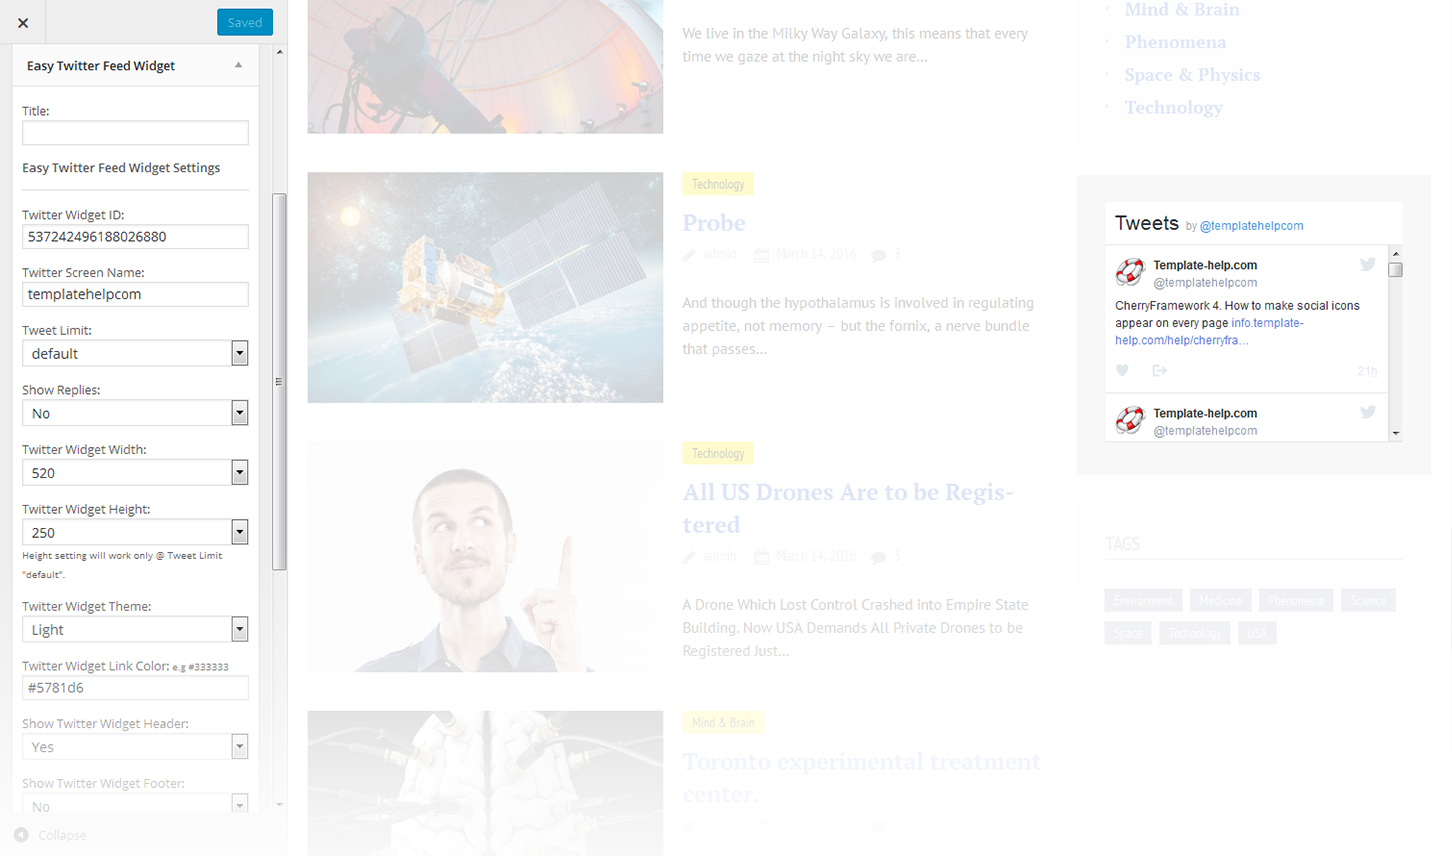 Saved
Easy Twitter Feed Widget
Title:
Easy Twitter Feed Widget Settings
Twitter Widget ID:
537242496188026880
Twitter Screen Name:
templatehelpcom
Tweet Limit:
default
Show Replies:
No
Twitter Widget Width:
520
Twitter Widget Height:
250
Height setting will work only @ Tweet Limit
"default".
Twitter Widget Theme:
Light
Twitter Widget Link Color: e.g #333333
#5781d6
Show Twitter Widget Header:
Yes
Show Twitter Widget Footer:
No
Collapse
We live in the Milky Way Galaxy, this means that every
time we gaze at the night sky we are...
Technology
Probe
admin March 14, 2016 5
And though the hypothalamus is involved in regulating
appetite, not memory – but the fornix, a nerve bundle
that passes...
Technology
All US Drones Are to be Regis-
tered
admin March 14, 2016 3
A Drone Which Lost Control Crashed into Empire State
Building. Now USA Demands All Private Drones to be
Registered Just...
Mind & Brain
Toronto experimental treatment
center.
Mind & Brain
Phenomena
Space & Physics
Technology
Tweets by @templatehelpcom
Template-help.com
@templatehelpcom
CherryFramework 4. How to make social icons
appear on every page info.template-
help.com/help/cherryfra...
21h
Template-help.com
@templatehelpcom
TAGS
Environment Medicine Phenomena Science
Space Technology USA